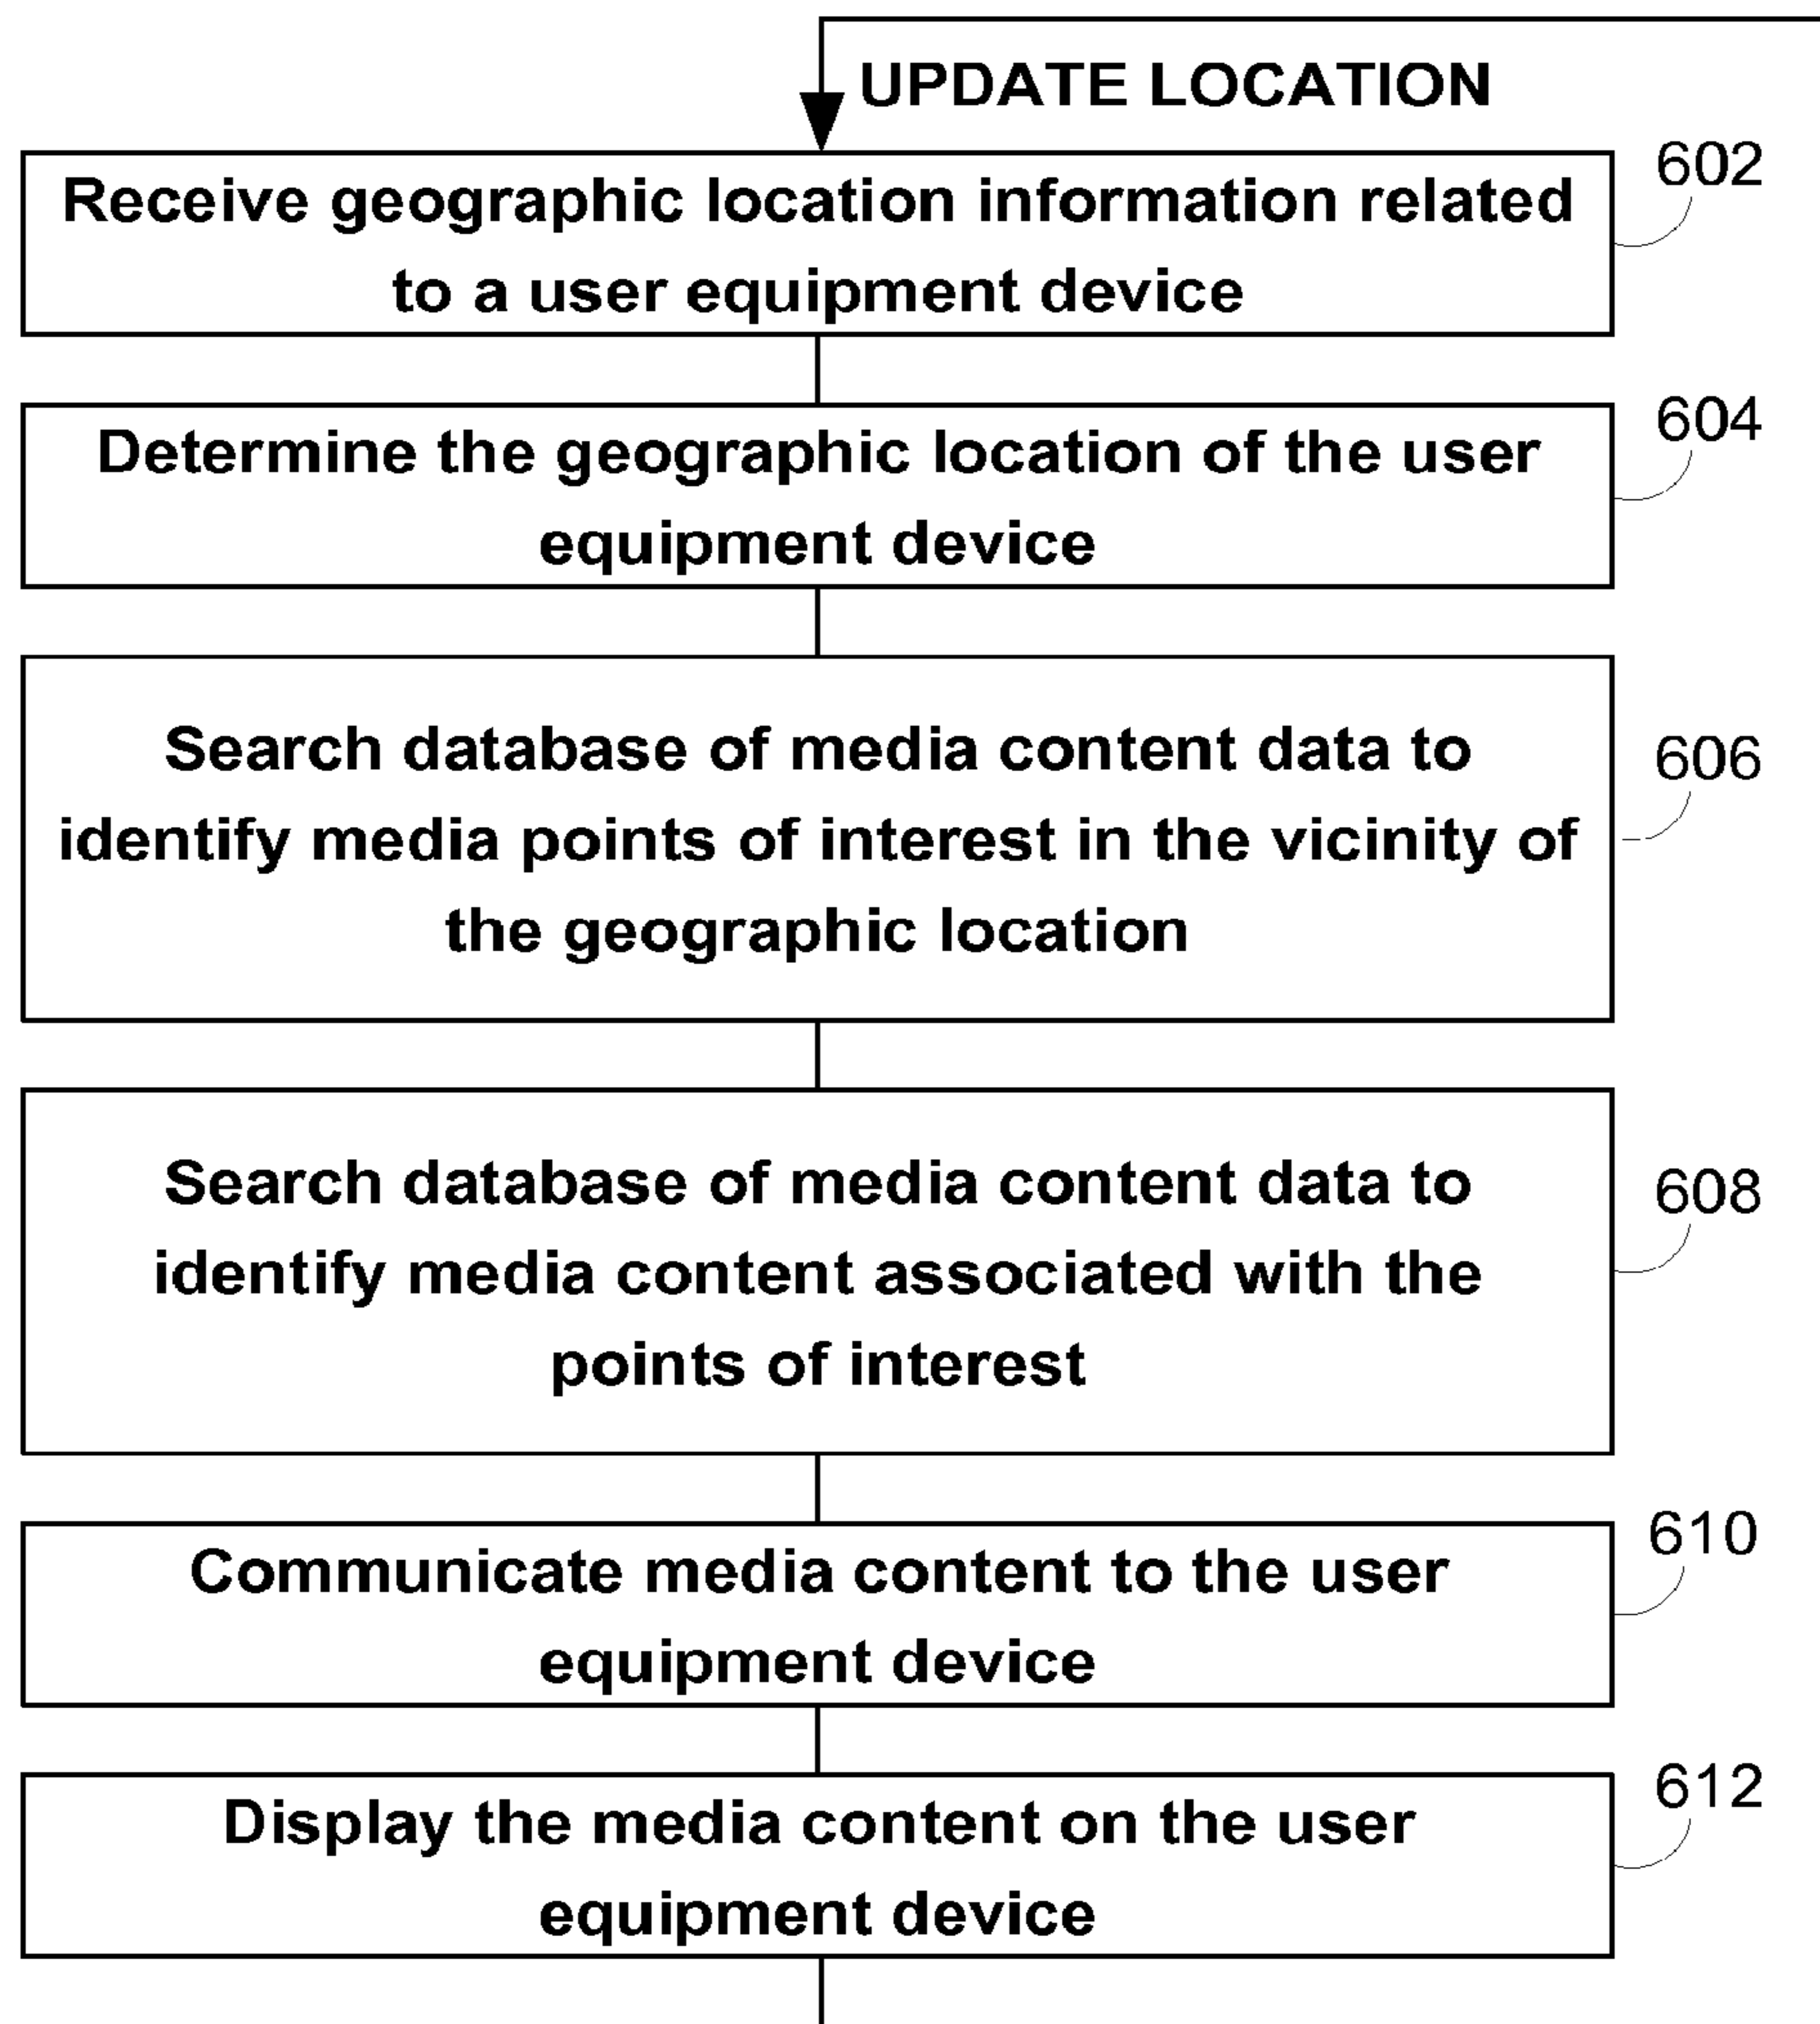 UPDATE LOCATION
602
Receive geographic location information related
to a user equipment device
604
Determine the geographic location of the user
equipment device
606
Search database of media content data to
identify media points of interest in the vicinity of
the geographic location
608
Search database of media content data to
identify media content associated with the
points of interest
610
Communicate media content to the user
equipment device
612
Display the media content on the user
equipment device